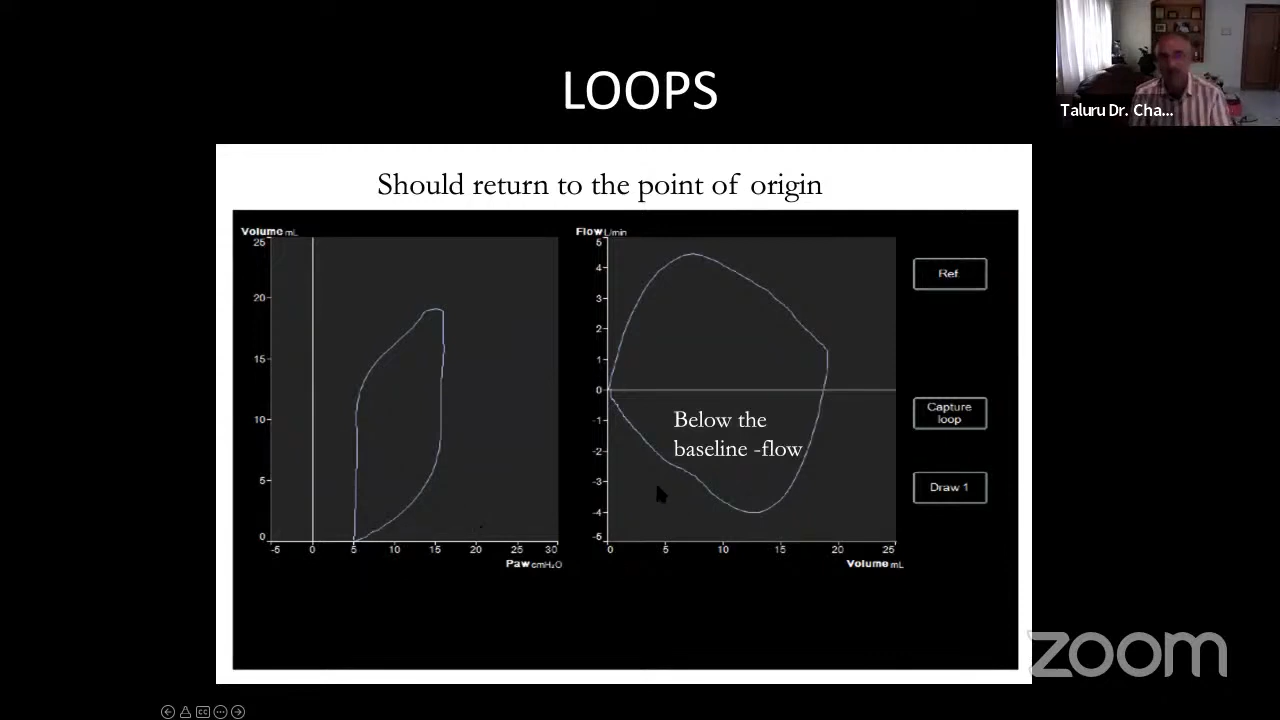 LOOPS
Taluru Dr. Cha...
Should return to the point of origin
Volume mL
25
20
15
10
5
0
-5
0
5
10
15
20
25
30
Paw cmH₂O
Flow L/min
5
4
3
2
1
0
-1
-2
-3
-4
-5
0
5
10
15
20
25
Volume mL
Below the
baseline -flow
Ref
Capture
loop
Draw 1
zoom
CC